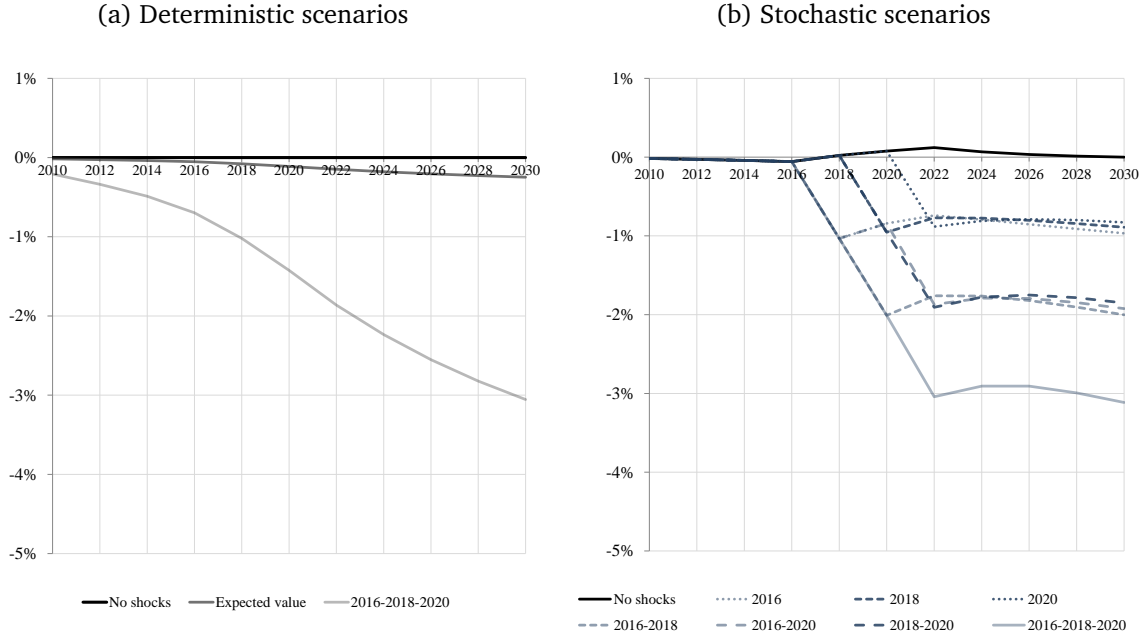 (a) Deterministic scenarios
1%
0%
2010 2012 2014 2016 2018 2020 2022 2024 2026 2028 2030
-1%
-2%
-3%
-4%
-5%
No shocks Expected value 2016-2018-2020
(b) Stochastic scenarios
1%
0%
2010 2012 2014 2016 2018 2020 2022 2024 2026 2028 2030
-1%
-2%
-3%
-4%
-5%
No shocks 2016 2018 2020
2016-2018 2016-2020 2018-2020 2016-2018-2020